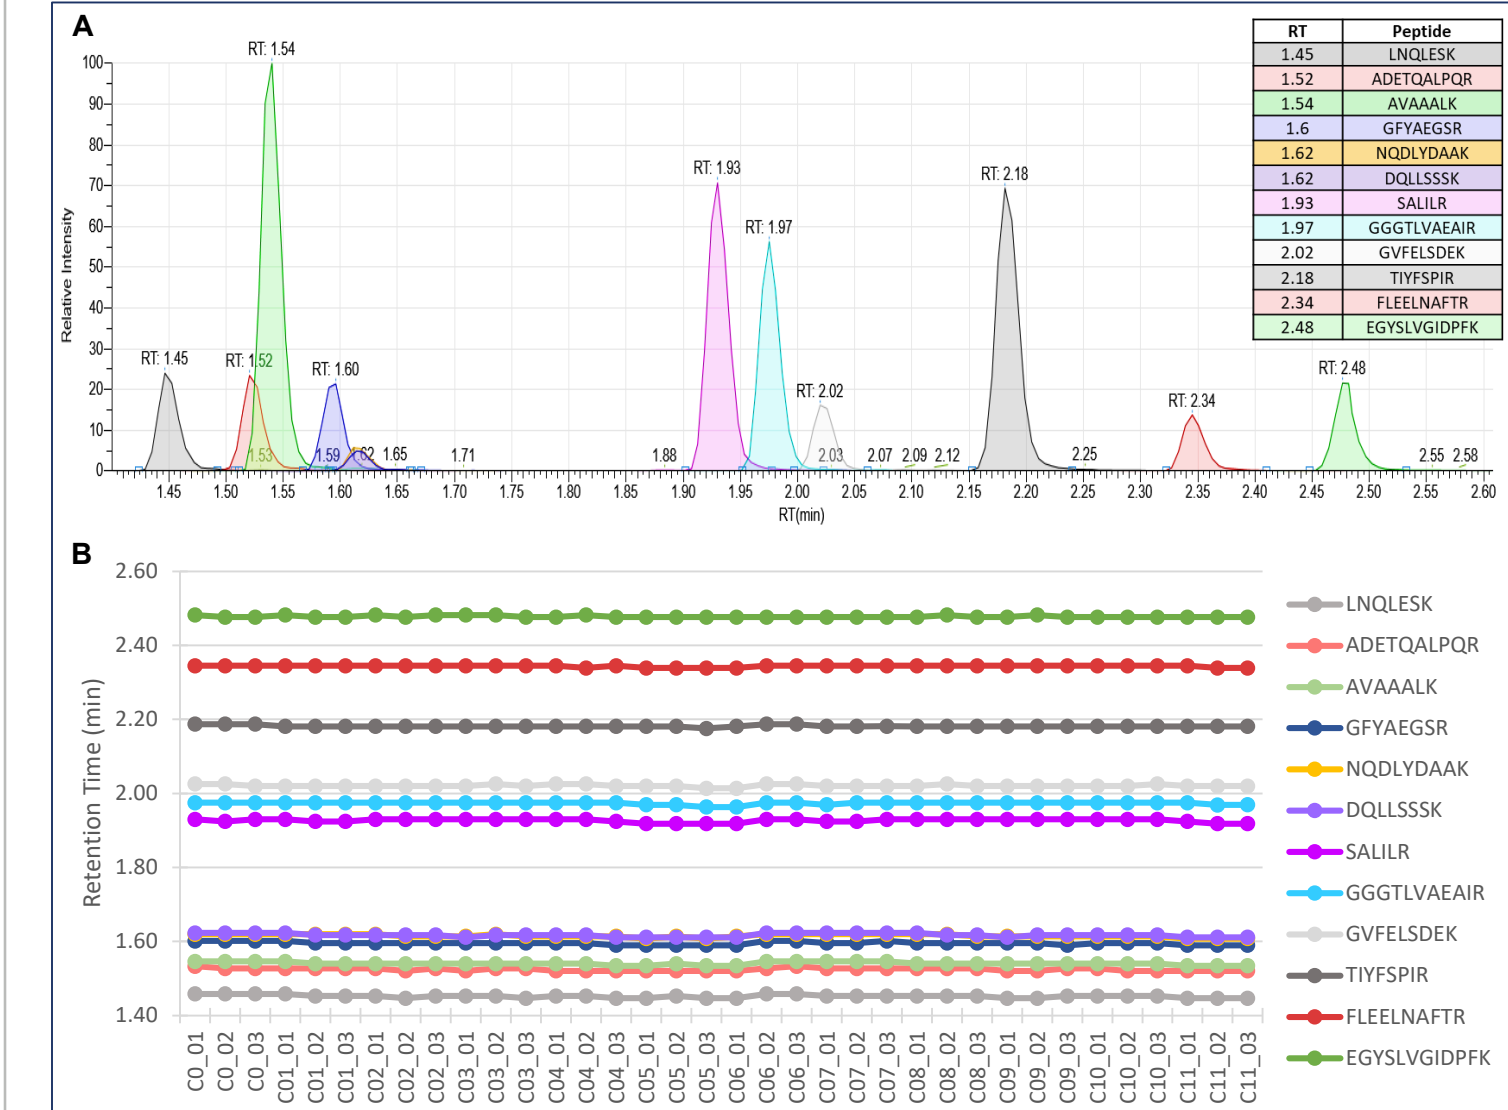 A
RT: 1.54
RT Peptide
1.45 LNQLESK
1.52 ADETQALPQR
1.54 AVAAALK
1.6 GFYAEGSR
1.62 NQDLYDAAK
1.62 DQLLSSSK
1.93 SALILR
1.97 GGGTLVAEAIR
2.02 GVFELSDEK
2.18 TIYFSPIR
2.34 FLEELNAFTR
2.48 EGYSLVGIDPFK
100
90
80
70
60
50
40
30
20
10
0
Relative Intensity
RT: 1.93
RT: 2.18
RT: 1.97
RT: 1.45
RT: 1.52
RT: 1.60
RT: 2.02
RT: 2.34
RT: 2.48
1.53 1.59 1.65 1.71 1.88 2.03 2.07 2.09 2.12 2.25 2.55 2.58
1.45 1.50 1.55 1.60 1.65 1.70 1.75 1.80 1.85 1.90 1.95 2.00 2.05 2.10 2.15 2.20 2.25 2.30 2.35 2.40 2.45 2.50 2.55 2.60
RT(min)
B
2.60
2.40
2.20
2.00
1.80
1.60
1.40
Retention Time (min)
LNQLESK
ADETQALPQR
AVAAALK
GFYAEGSR
NQDLYDAAK
DQLLSSSK
SALILR
GGGTLVAEAIR
GVFELSDEK
TIYFSPIR
FLEELNAFTR
EGYSLVGIDPFK
C0_01 C0_02 C0_03 C01_01 C01_02 C01_03 C02_01 C02_02 C02_03 C03_01 C03_02 C03_03 C04_01 C04_02 C04_03 C05_01 C05_02 C05_03 C06_01 C06_02 C06_03 C07_01 C07_02 C07_03 C08_01 C08_02 C08_03 C09_01 C09_02 C09_03 C10_01 C10_02 C10_03 C11_01 C11_02 C11_03